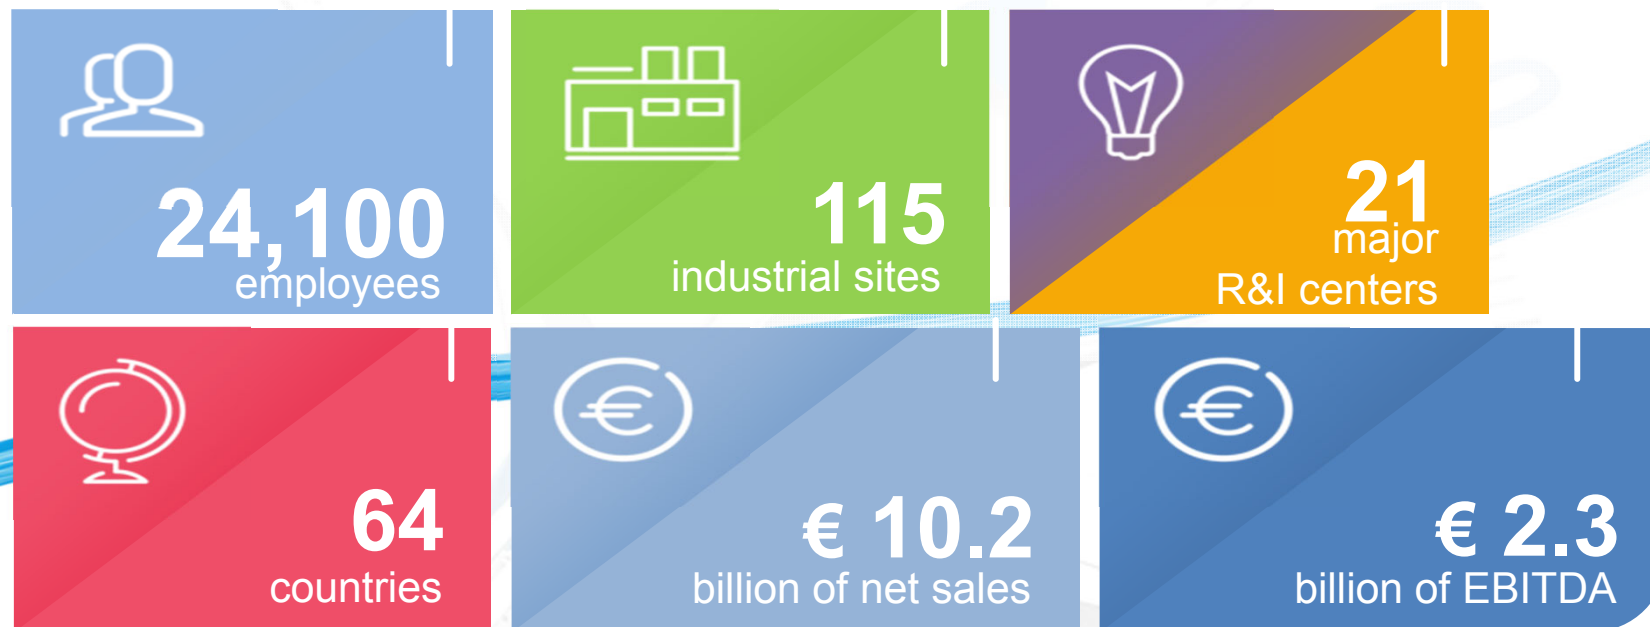 24,100
employees
115
industrial sites
21
major
R&I centers
64
countries
€ 10.2
billion of net sales
€ 2.3
billion of EBITDA